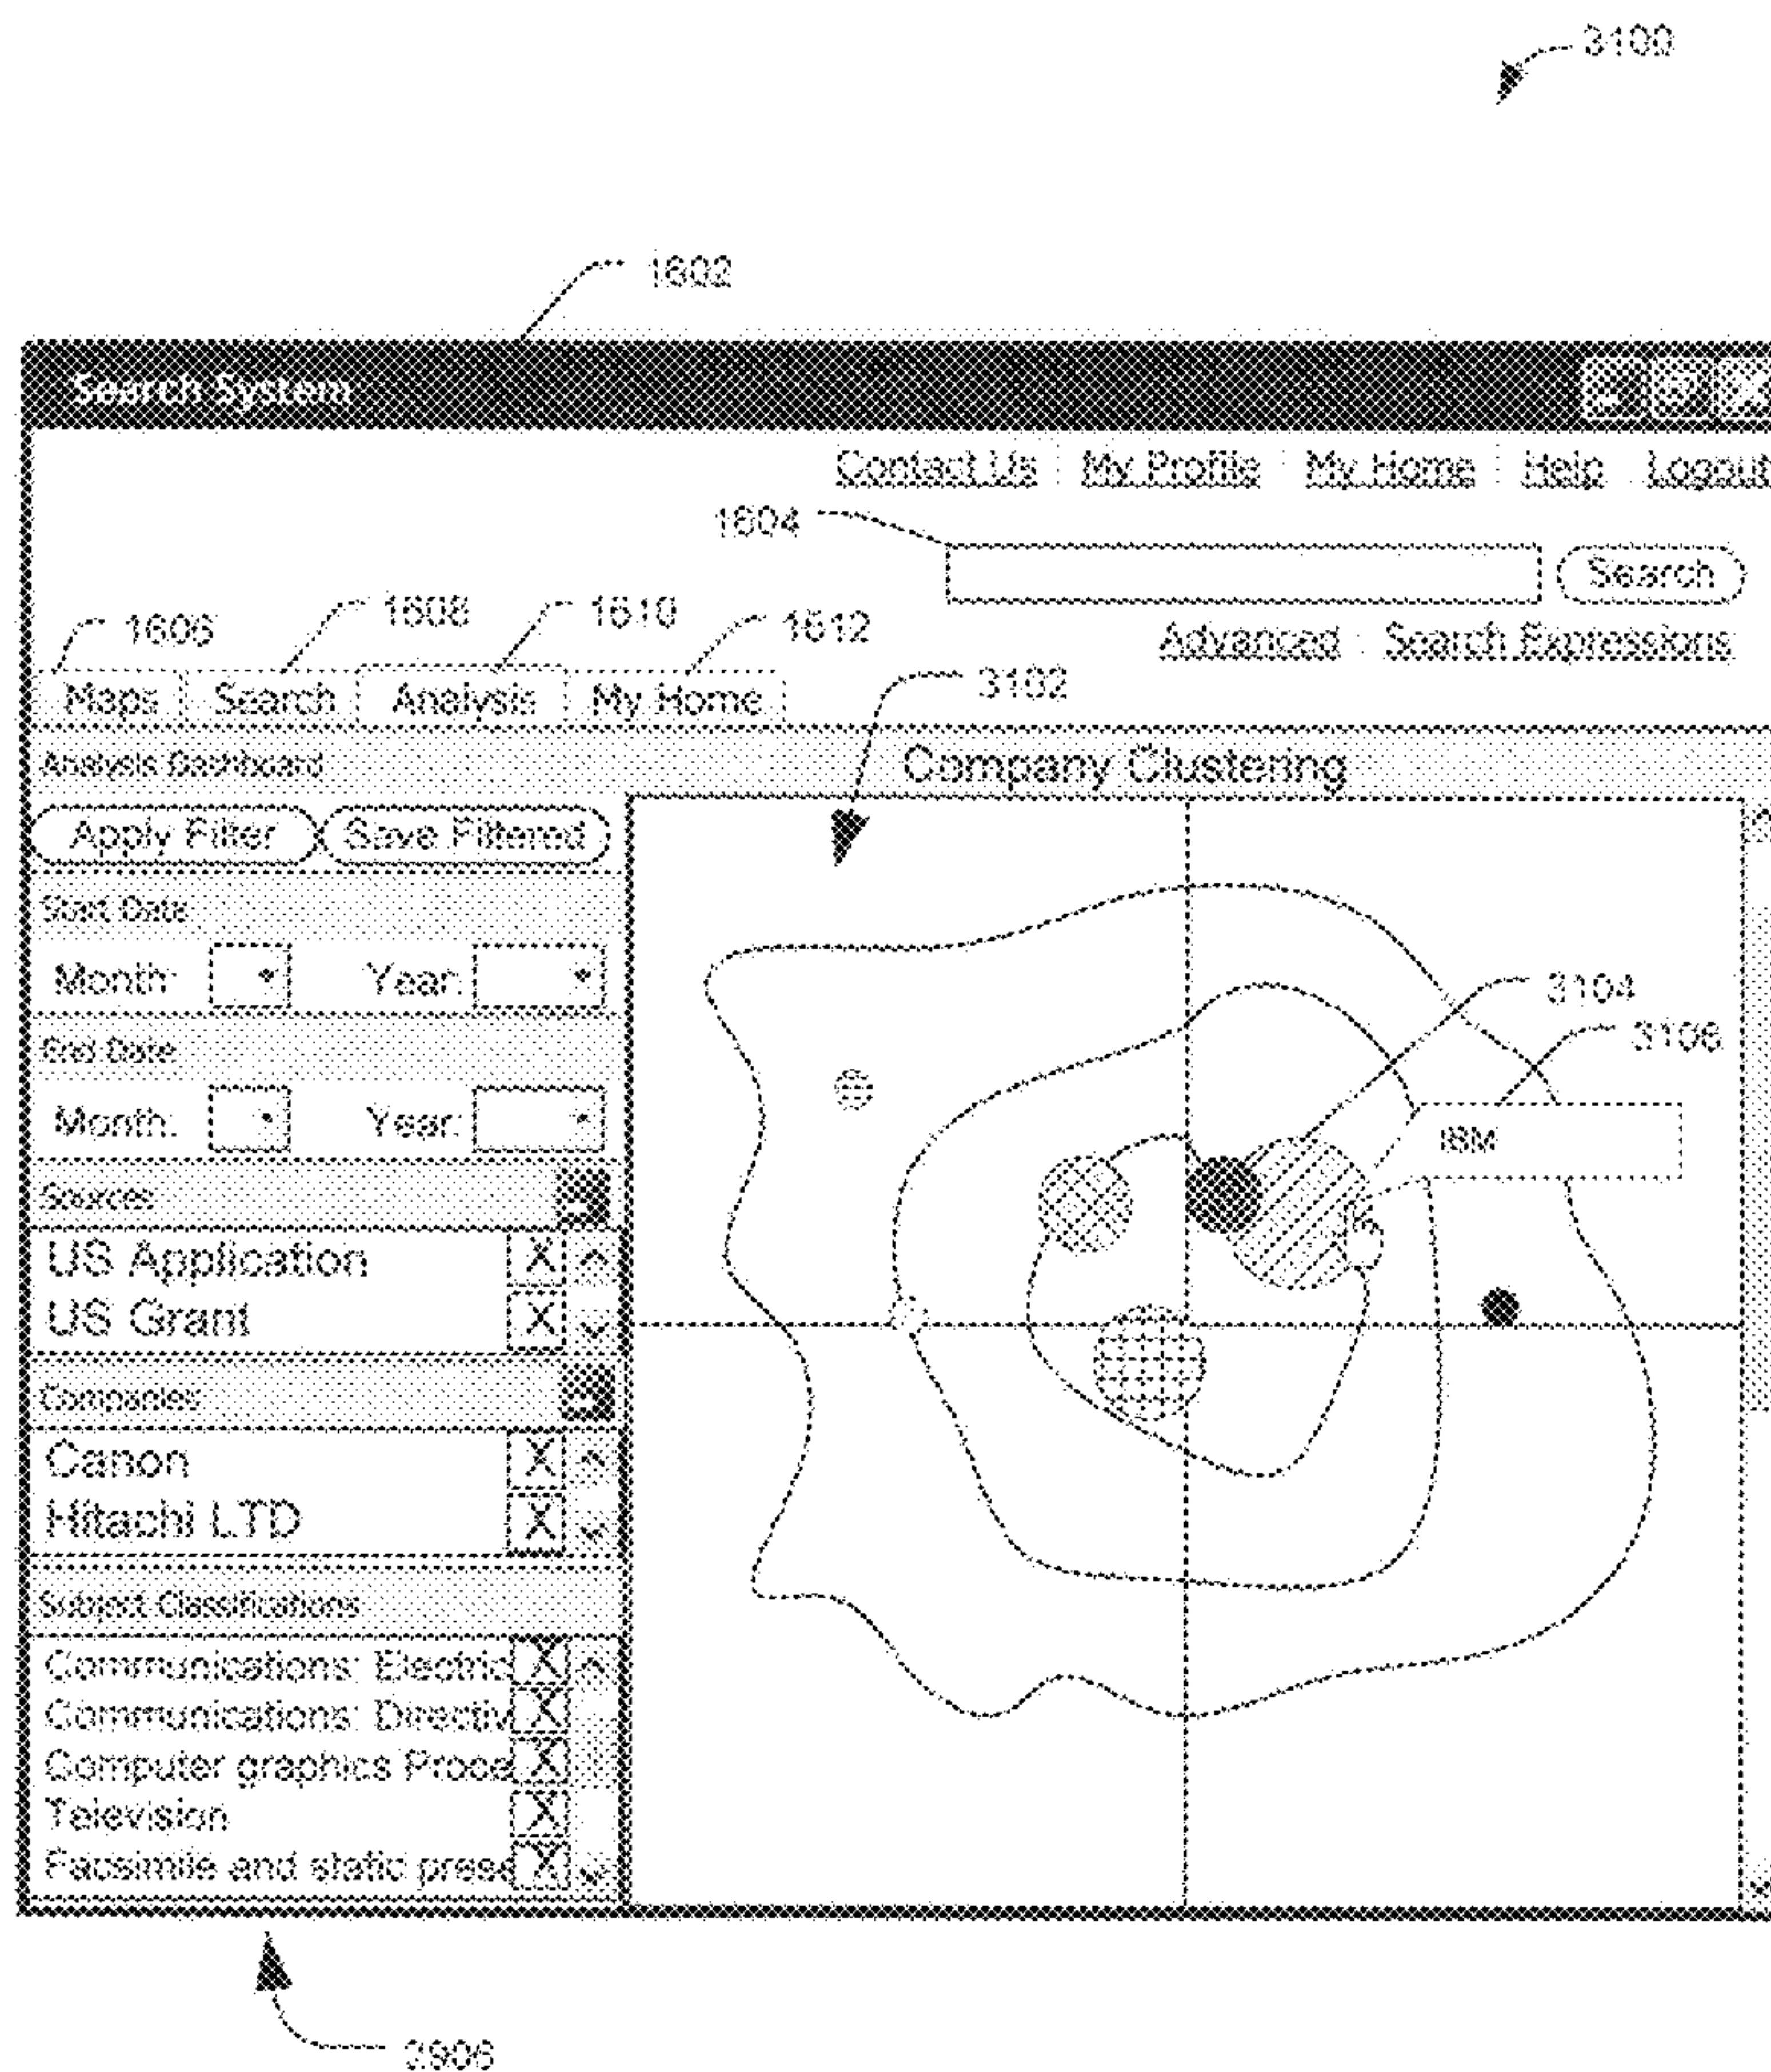 3100
1602
Search System
Contact Us My Profile My Home Help Logout
1604
Search
1606 1608 1610 1612
Advanced Search Expressions
Maps Search Analysis My Home
3102
Analysis Dashboard
Company Clustering
Apply Filter Save Filtered
Start Date
Month: Year:
3104
3106
End Date
Month: Year:
IBM
Sources
US Application X
US Grant X
Companies
Canon X
Hitachi LTD X
Subject Classifications
Communications: Electric X
Communications: Directiv X
Computer graphics Proce X
Television X
Facsimile and static prese X